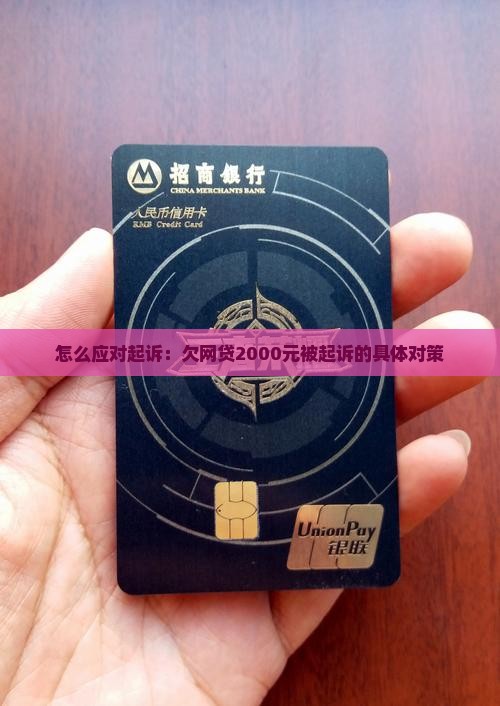 招商银行
CHINA MERCHANTS BANK
人民币信用卡
RMB Credit Card
怎么应对起诉：欠网贷2000元被起诉的具体对策
UnionPay
银联